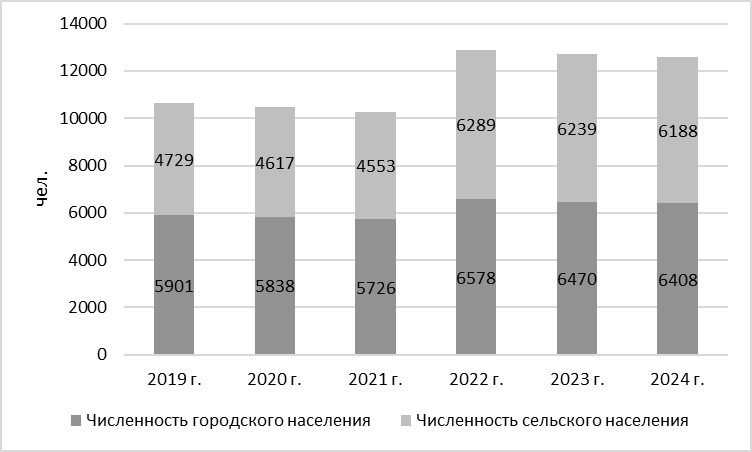 14000
12000
10000
8000
6000
4000
2000
0
чел.
4729 4617 4553 6289 6239 6188
5901 5838 5726 6578 6470 6408
2019 г. 2020 г. 2021 г. 2022 г. 2023 г. 2024 г.
Численность городского населения Численность сельского населения